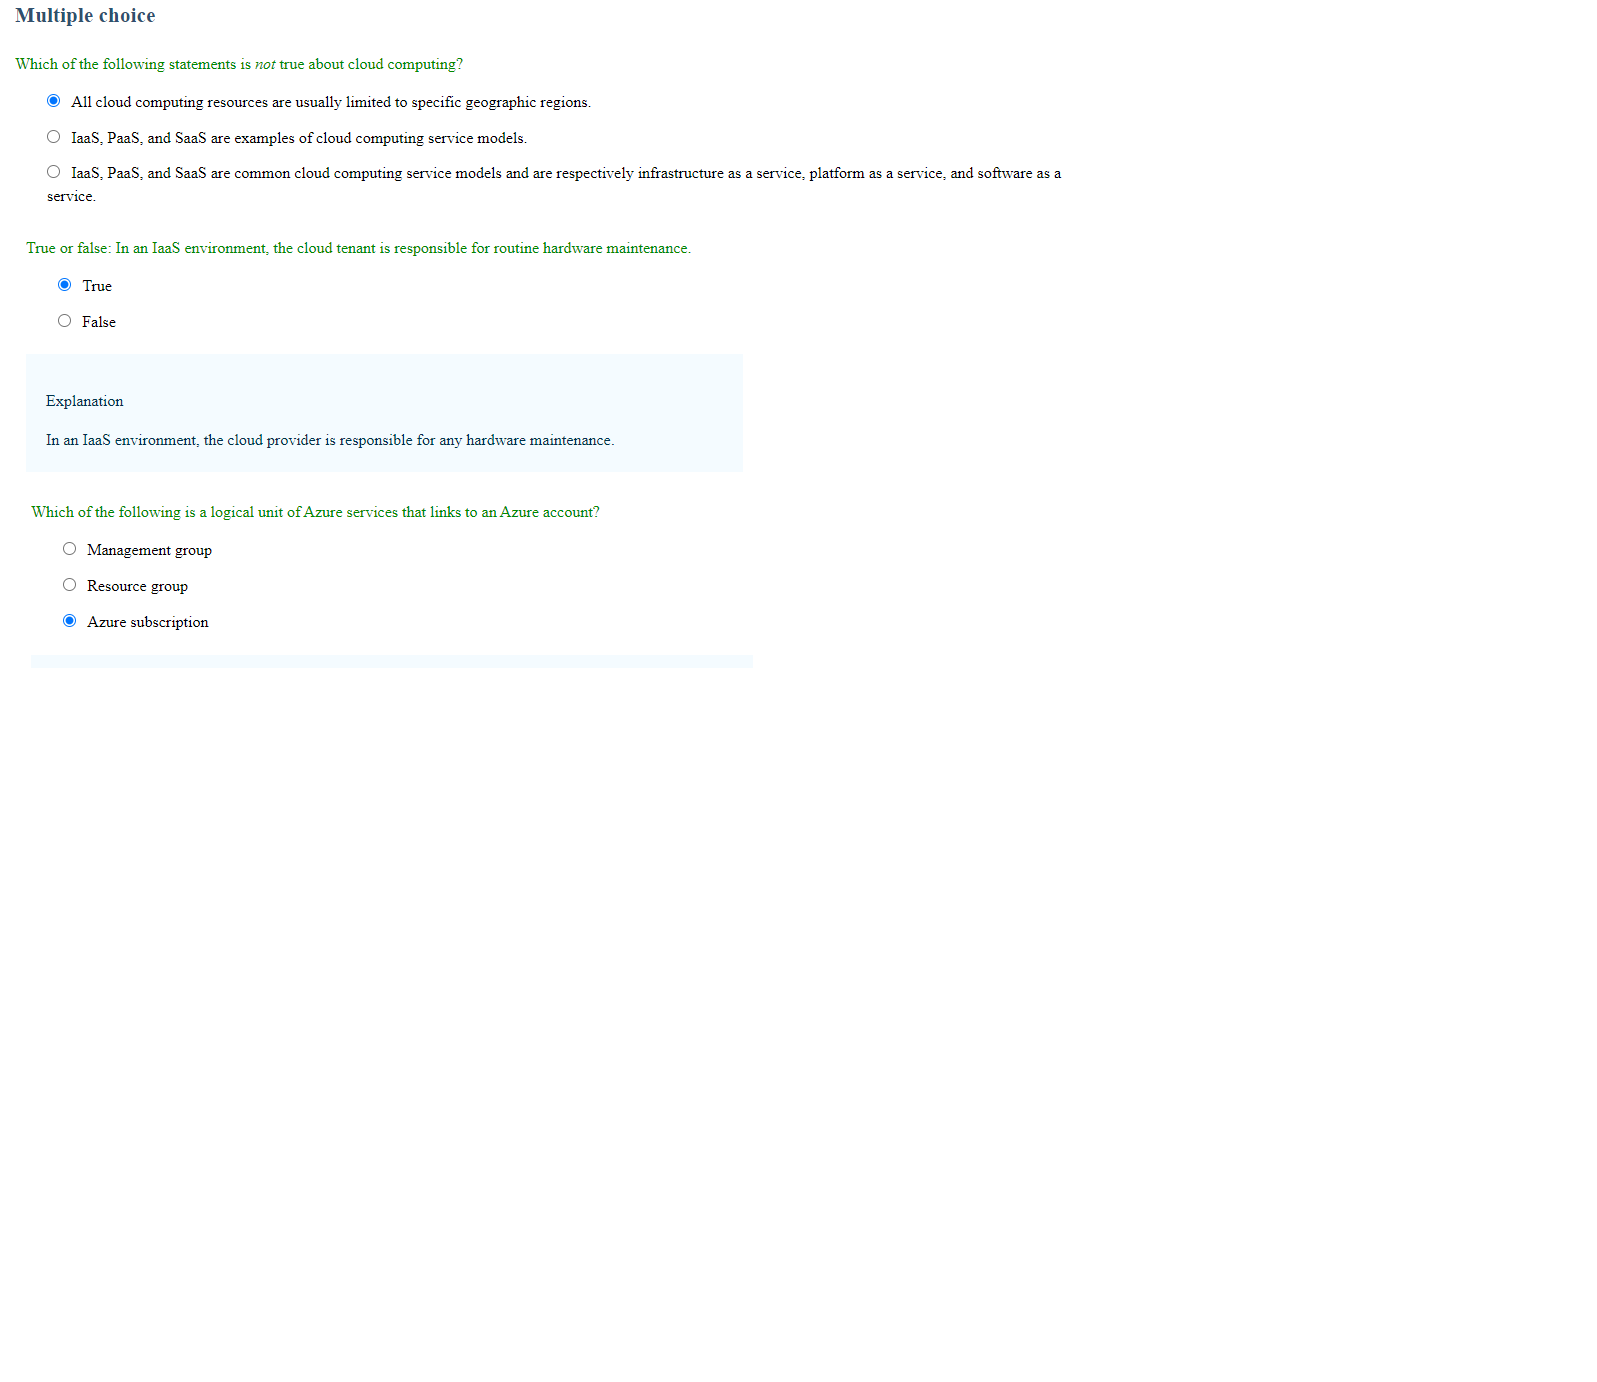 Multiple choice
Which of the following statements is not true about cloud computing?
All cloud computing resources are usually limited to specific geographic regions.
IaaS, PaaS, and SaaS are examples of cloud computing service models.
IaaS, PaaS, and SaaS are common cloud computing service models and are respectively infrastructure as a service, platform as a service, and software as a
service.
True or false: In an IaaS environment, the cloud tenant is responsible for routine hardware maintenance.
True
False
Explanation
In an IaaS environment, the cloud provider is responsible for any hardware maintenance.
Which of the following is a logical unit of Azure services that links to an Azure account?
Management group
Resource group
Azure subscription